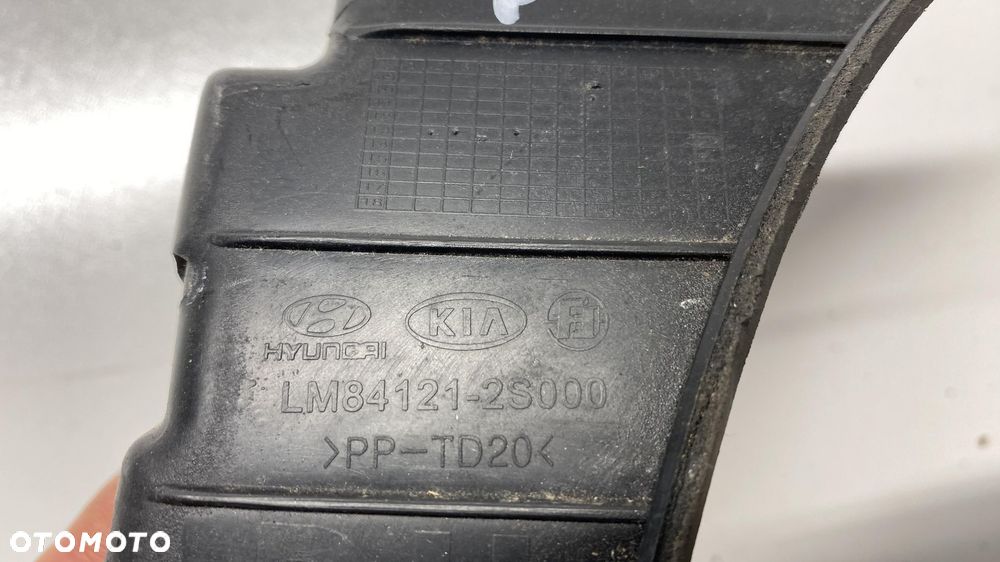 HYUNDAI
KIA
LM84121-2S000
>PP-TD20<
OTOMOTO